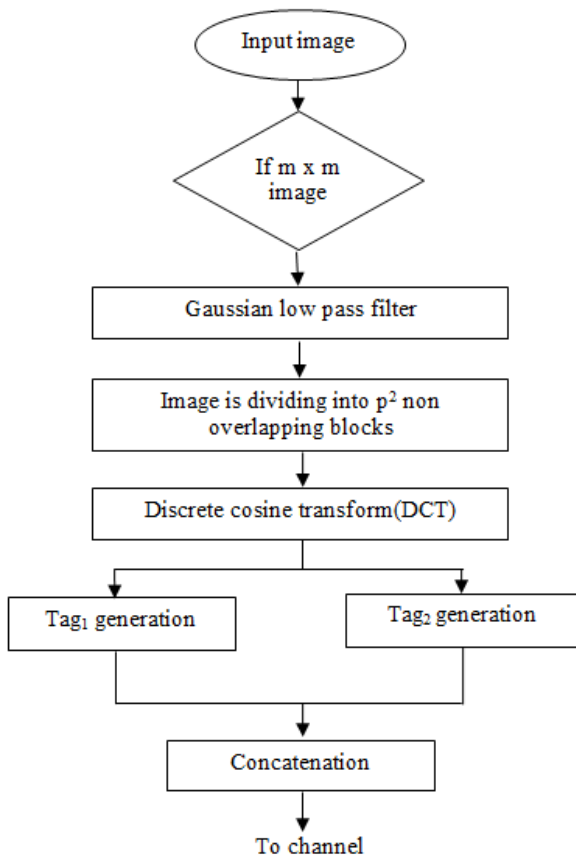 Input image
If m x m
image
Gaussian low pass filter
Image is dividing into p² non
overlapping blocks
Discrete cosine transform(DCT)
Tag₁ generation
Tag₂ generation
Concatenation
To channel